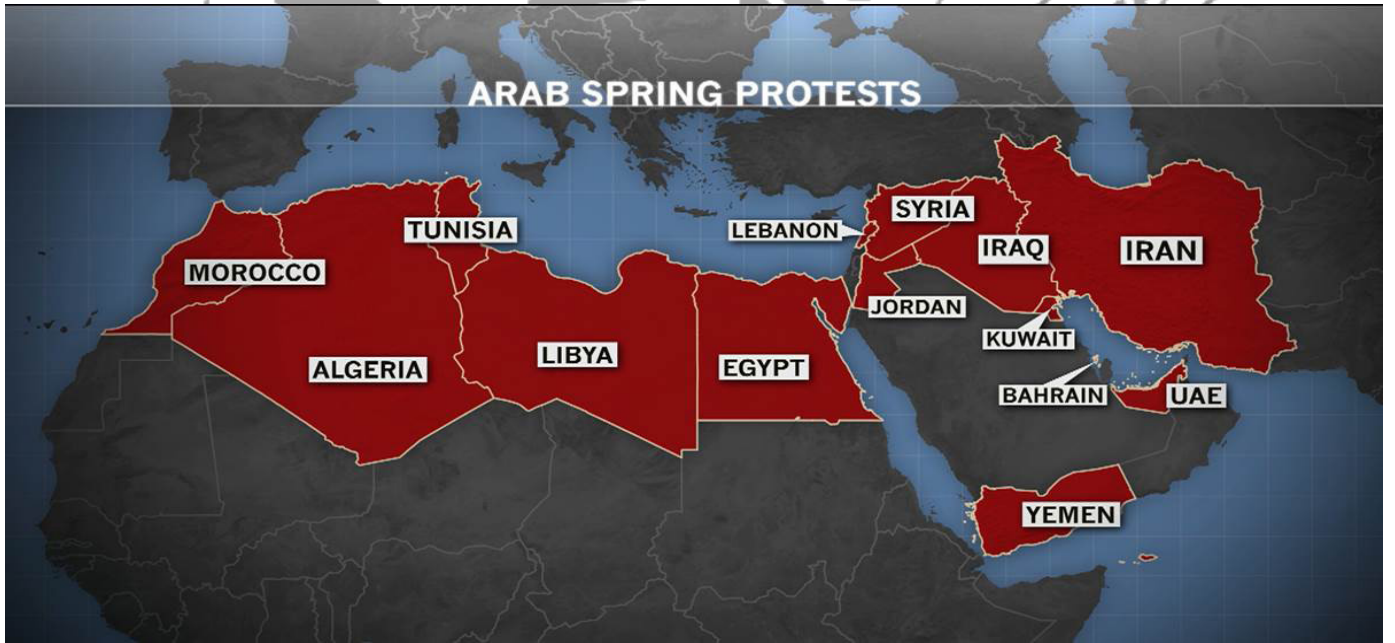 ARAB SPRING PROTESTS
SYRIA
TUNISIA
LEBANON
IRAQ
IRAN
MOROCCO
JORDAN
KUWAIT
LIBYA
ALGERIA
EGYPT
BAHRAIN
UAE
YEMEN